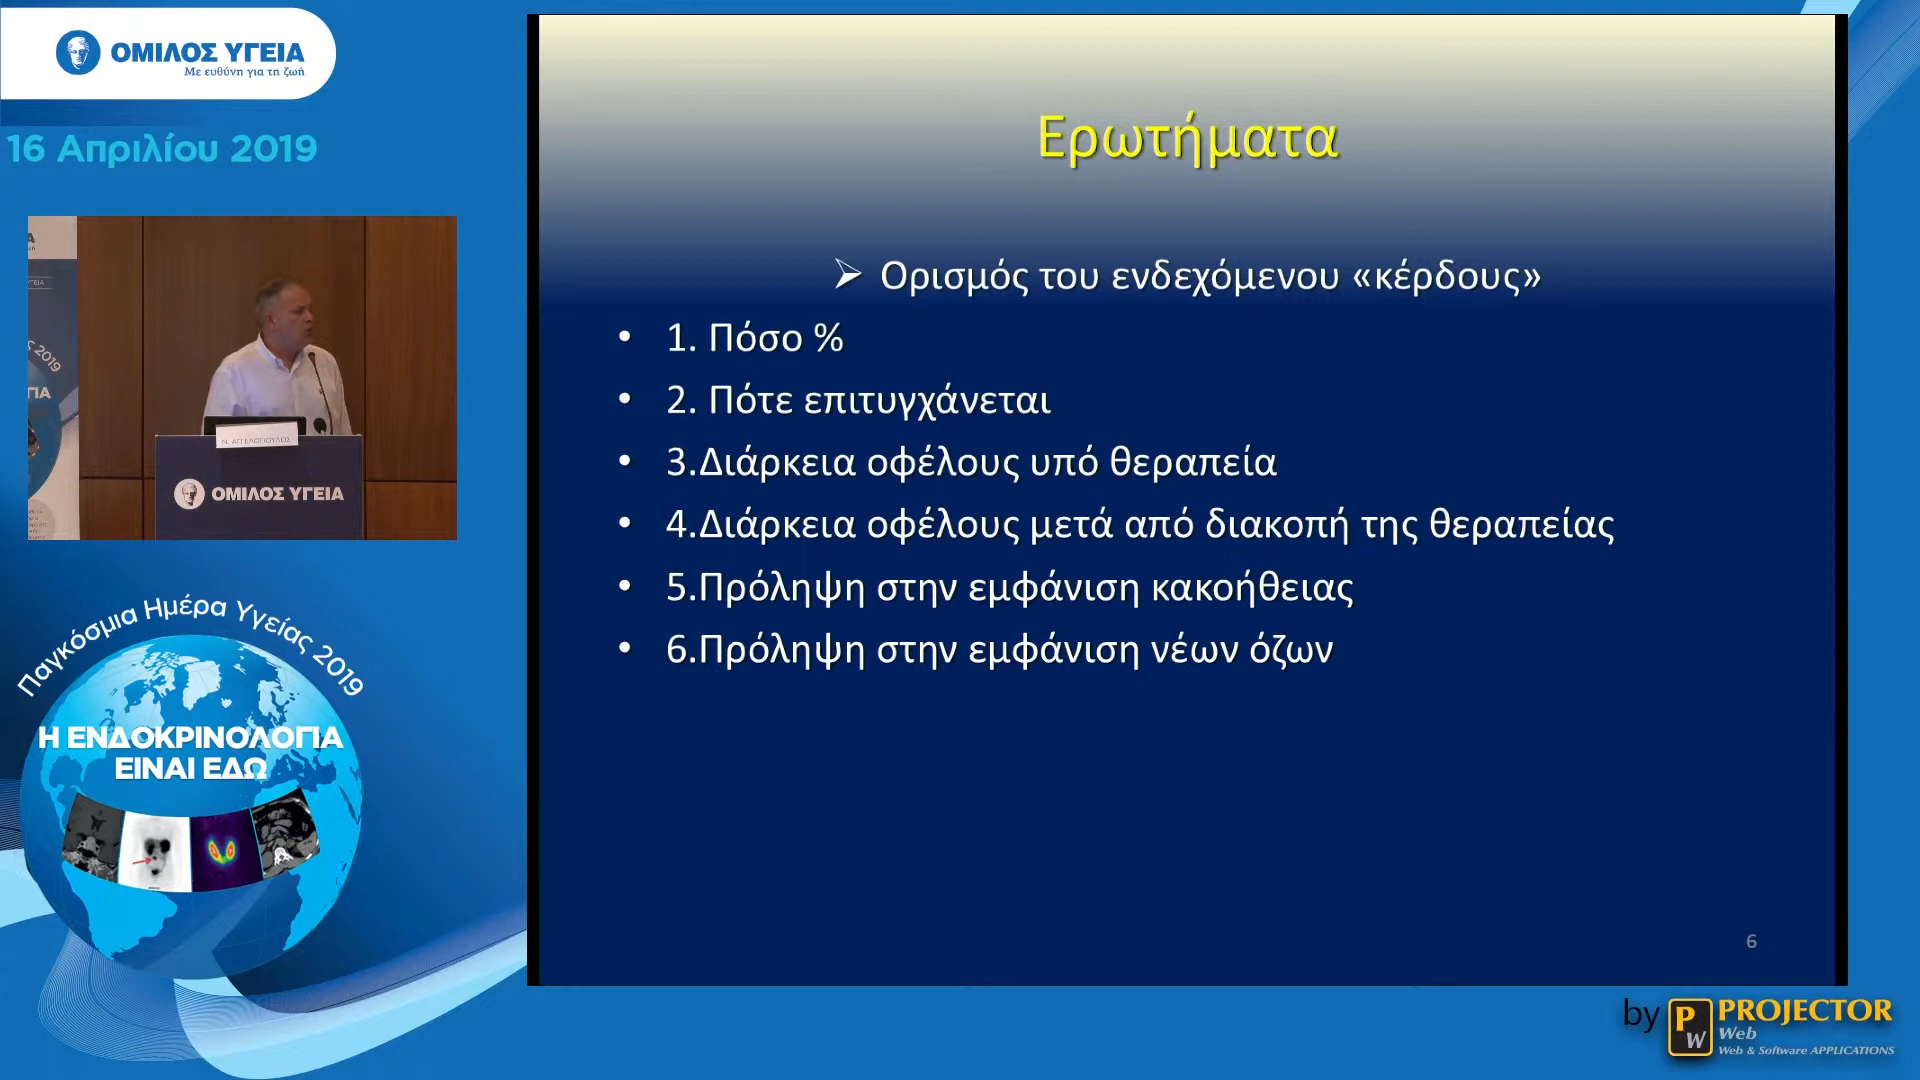 ΟΜΙΛΟΣ ΥΓΕΙΑ
Με ευθύνη για τη ζωή
16 Απριλίου 2019
Ν. ΑΓΓΕΛΟΠΟΥΛΟΣ
ΟΜΙΛΟΣ ΥΓΕΙΑ
Παγκόσμια Ημέρα Υγείας 2019
Η ΕΝΔΟΚΡΙΝΟΛΟΓΙΑ
ΕΙΝΑΙ ΕΔΩ
Ερωτήματα
➢ Ορισμός του ενδεχόμενου «κέρδους»
• 1. Πόσο %
• 2. Πότε επιτυγχάνεται
• 3.Διάρκεια οφέλους υπό θεραπεία
• 4.Διάρκεια οφέλους μετά από διακοπή της θεραπείας
• 5.Πρόληψη στην εμφάνιση κακοήθειας
• 6.Πρόληψη στην εμφάνιση νέων όζων
6
by PW PROJECTOR
Web
Web & Software APPLICATIONS